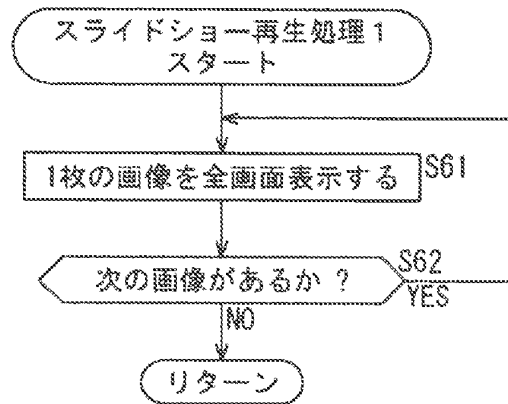 スライドショー再生処理1
スタート
1枚の画像を全画面表示する
S61
次の画像があるか？
S62
YES
NO
リターン